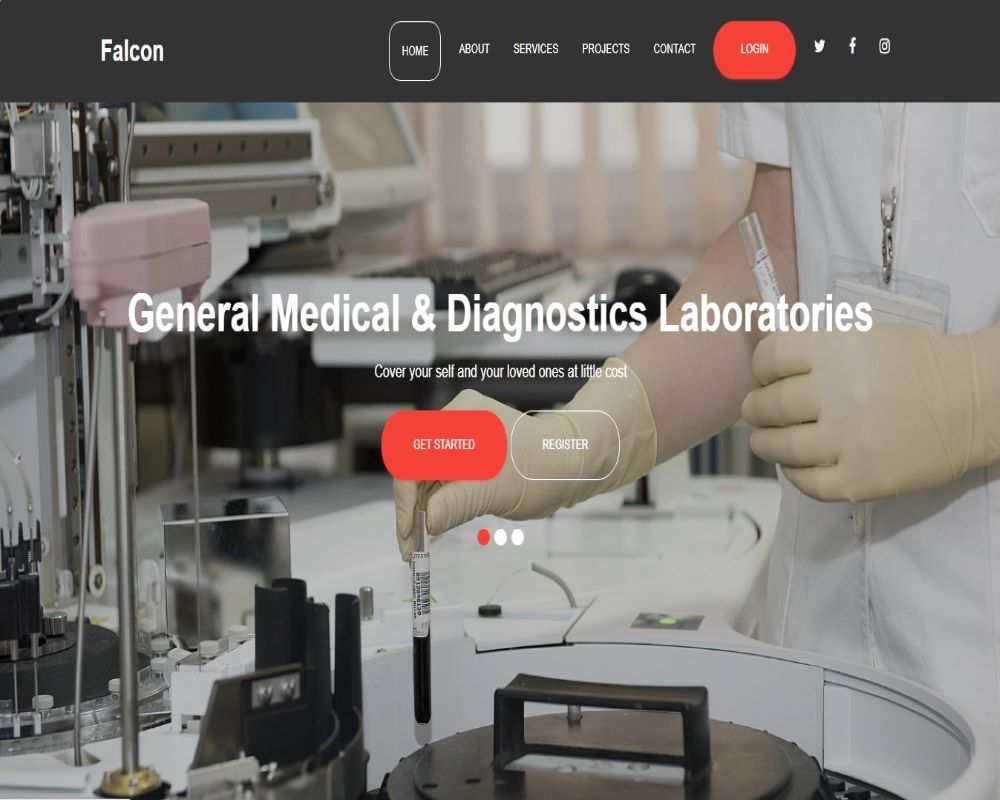 Falcon
HOME ABOUT SERVICES PROJECTS CONTACT LOGIN
General Medical & Diagnostics Laboratories
Cover your self and your loved ones at little cost
GET STARTED REGISTER